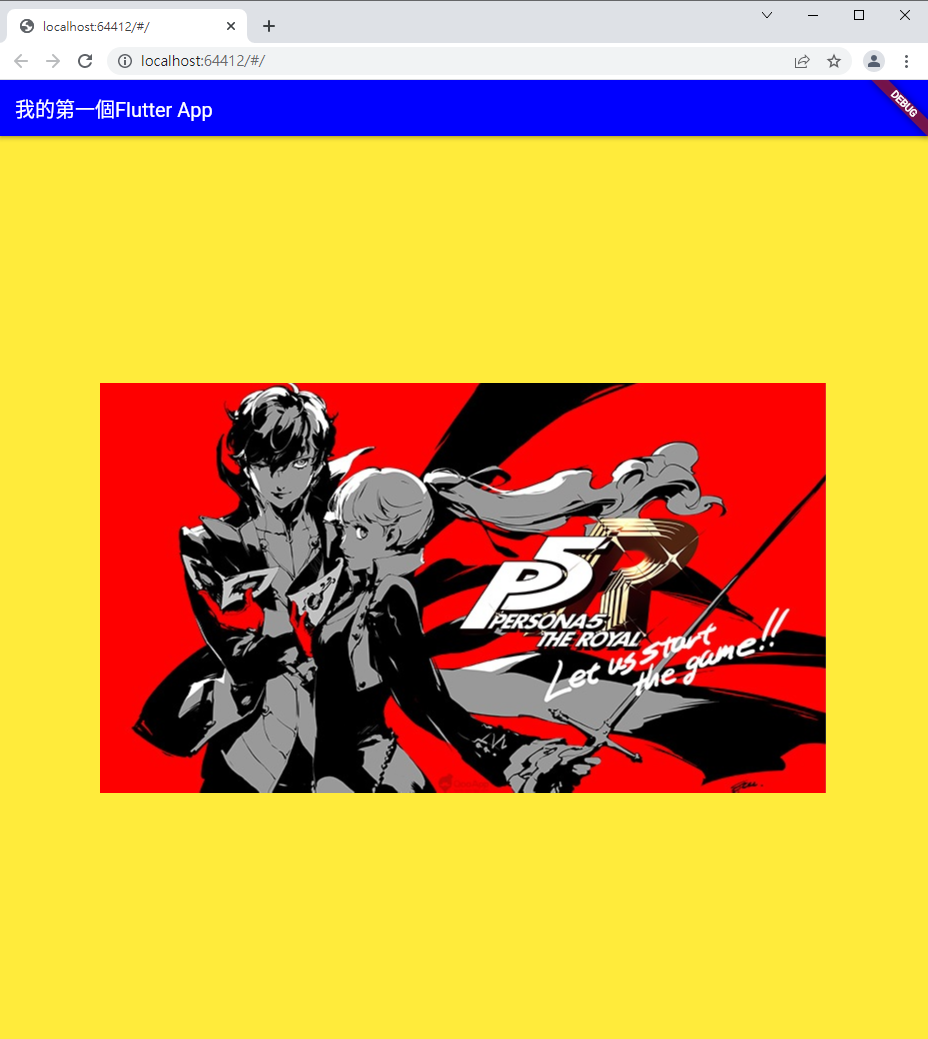 localhost:64412/#/
localhost:64412/#/
我的第一個Flutter App
DEBUG
P5R
PERSONA5
THE ROYAL
Let us start
the game!!